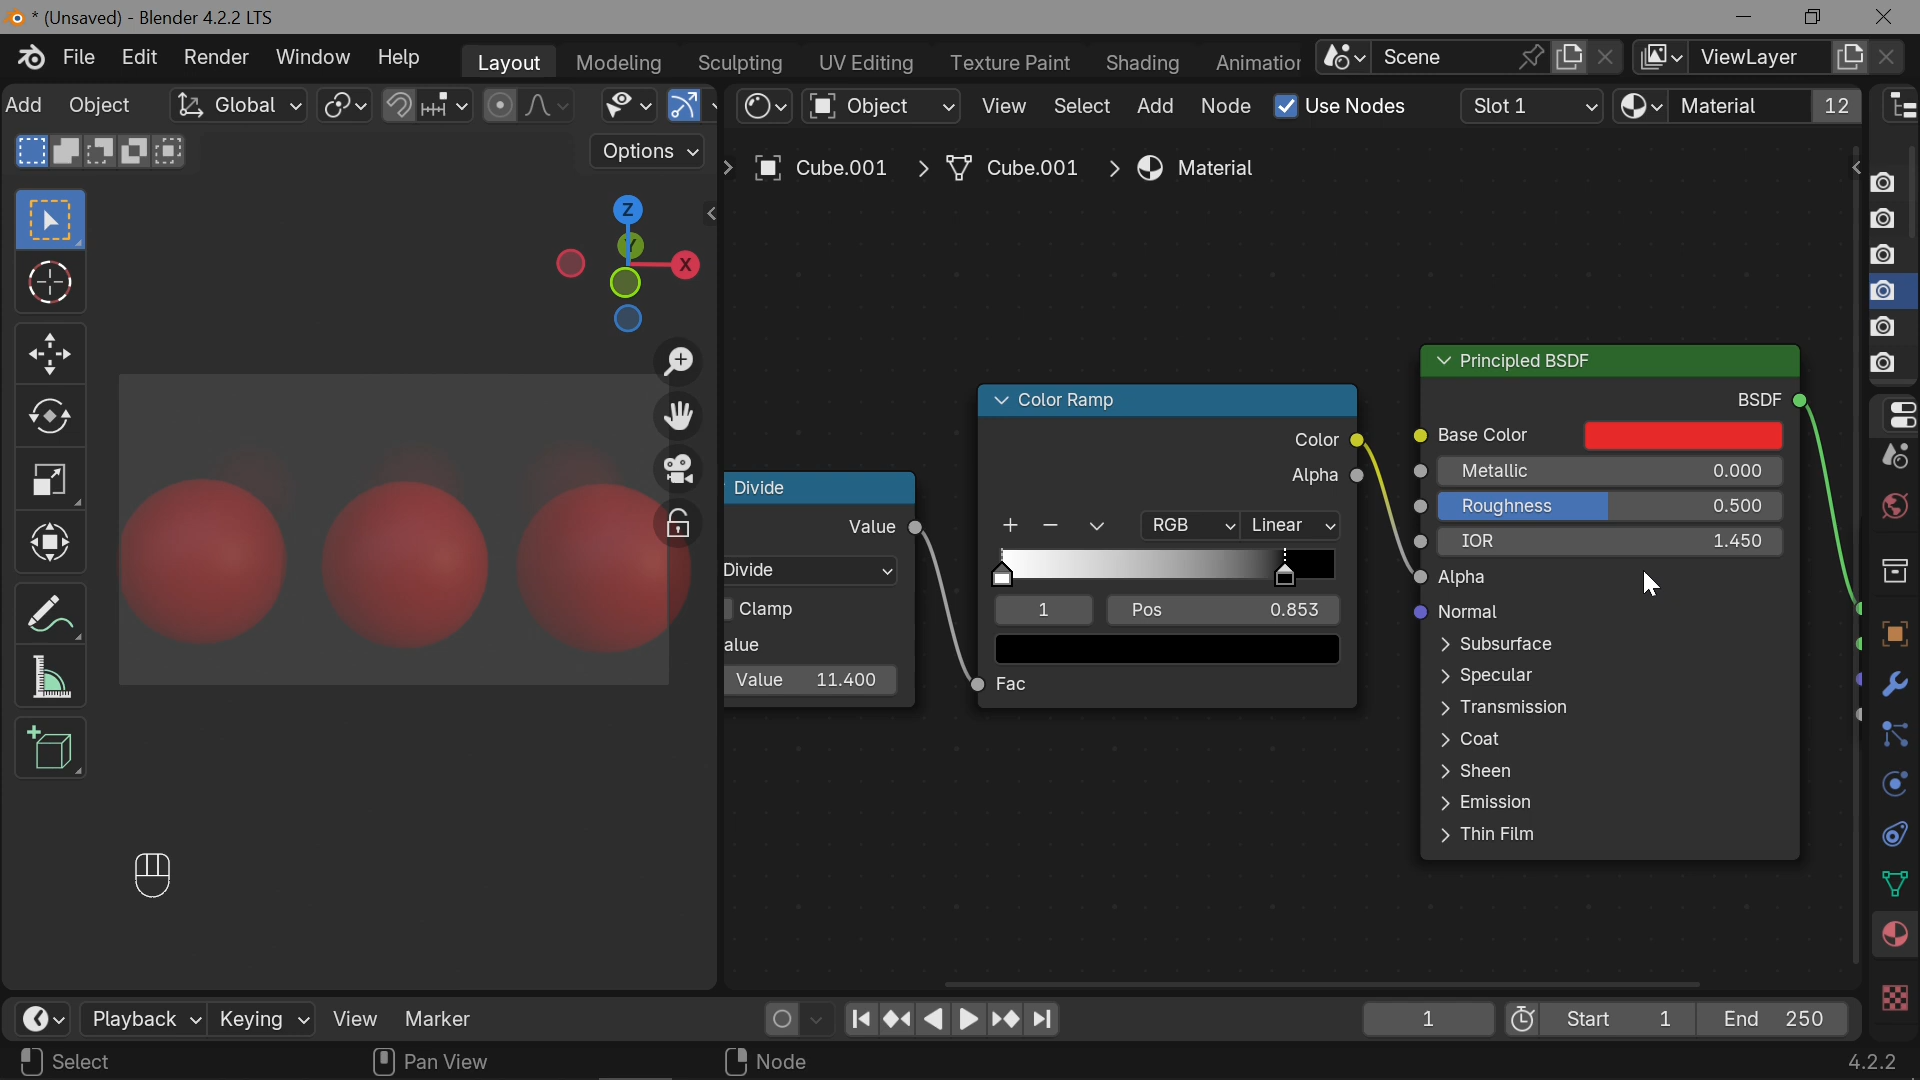 * (Unsaved) - Blender 4.2.2 LTS
File Edit Render Window Help
Layout Modeling Sculpting UV Editing Texture Paint Shading Animation
Scene ViewLayer
Add Object Global
Object View Select Add Node Use Nodes Slot 1 Material 12
Options
Cube.001 > Cube.001 > Material
Z
Y
X
Principled BSDF
BSDF
Base Color
Metallic 0.000
Roughness 0.500
IOR 1.450
Alpha
Normal
Subsurface
Specular
Transmission
Coat
Sheen
Emission
Thin Film
Color Ramp
Color
Alpha
RGB Linear
1 Pos 0.853
Fac
Divide
Value
Divide
Clamp
alue
Value 11.400
Playback Keying View Marker
1 Start 1 End 250
Select Pan View Node 4.2.2